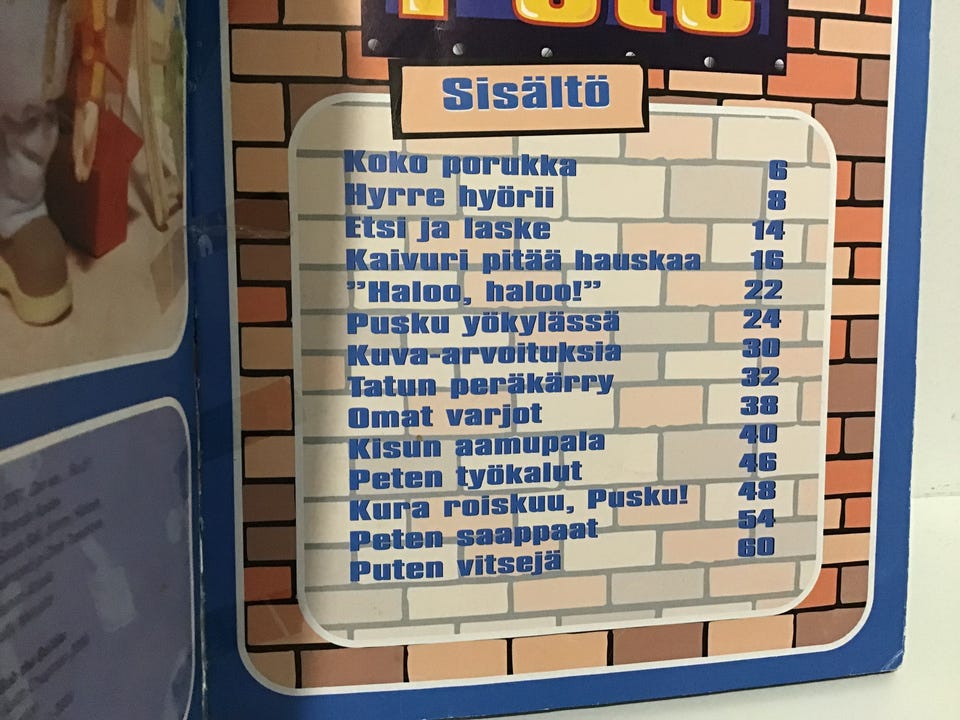 Sisältö
Koko porukka 6
Hyrre hyörii 8
Etsi ja laske 14
Kaivuri pitää hauskaa 16
”Haloo, haloo!” 22
Pusku yökylässä 24
Kuva-arvoituksia 30
Tatun peräkärry 32
Omat varjot 38
Kisun aamupala 40
Peten työkalut 46
Kura roiskuu, Pusku! 48
Peten saappaat 54
Puten vitsejä 60